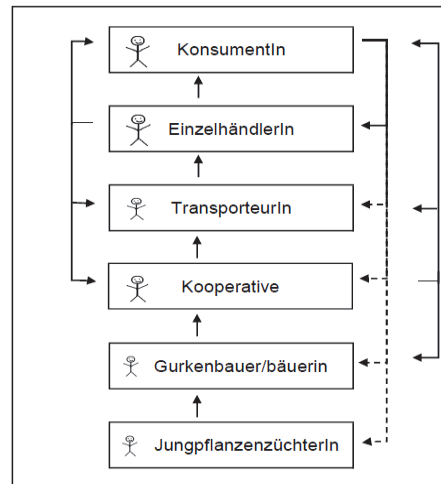 KonsumentIn
EinzelhändlerIn
TransporteurIn
Kooperative
Gurkenbauer/bäuerin
JungpflanzenzüchterIn